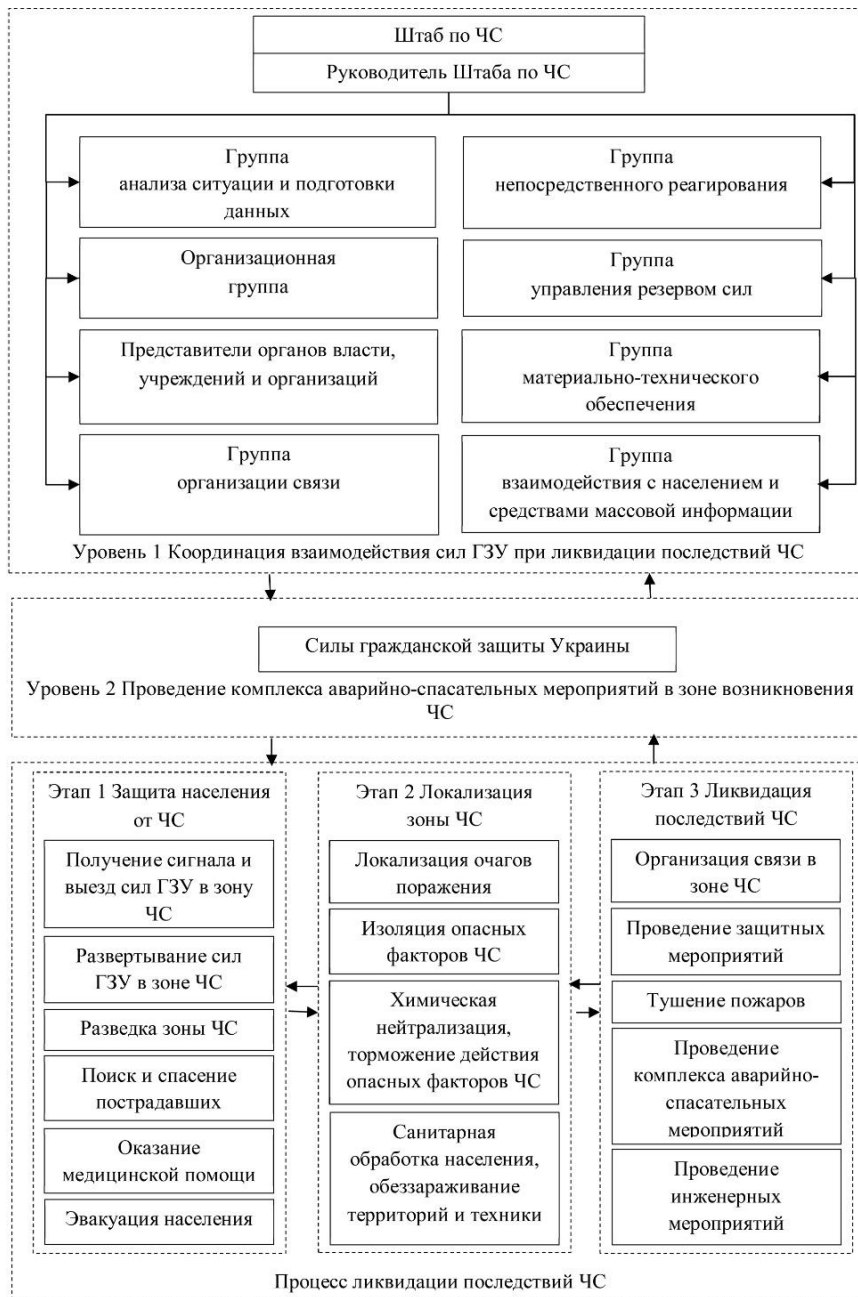 Штаб по ЧС
Руководитель Штаба по ЧС
Группа
анализа ситуации и подготовки
данных
Группа
непосредственного реагирования
Организационная
группа
Группа
управления резервом сил
Представители органов власти,
учреждений и организаций
Группа
материально-технического
обеспечения
Группа
организации связи
Группа
взаимодействия с населением и
средствами массовой информации
Уровень 1 Координация взаимодействия сил ГЗУ при ликвидации последствий ЧС
Силы гражданской защиты Украины
Уровень 2 Проведение комплекса аварийно-спасательных мероприятий в зоне возникновения
ЧС
Этап 1 Защита населения
от ЧС
Получение сигнала и
выезд сил ГЗУ в зону
ЧС
Развертывание сил
ГЗУ в зоне ЧС
Разведка зоны ЧС
Поиск и спасение
пострадавших
Оказание
медицинской помощи
Эвакуация населения
Этап 2 Локализация
зоны ЧС
Локализация очагов
поражения
Изоляция опасных
факторов ЧС
Химическая
нейтрализация,
торможение действия
опасных факторов ЧС
Санитарная
обработка населения,
обеззараживание
территорий и техники
Этап 3 Ликвидация
последствий ЧС
Организация связи в
зоне ЧС
Проведение защитных
мероприятий
Тушение пожаров
Проведение
комплекса аварийно-
спасательных
мероприятий
Проведение
инженерных
мероприятий
Процесс ликвидации последствий ЧС